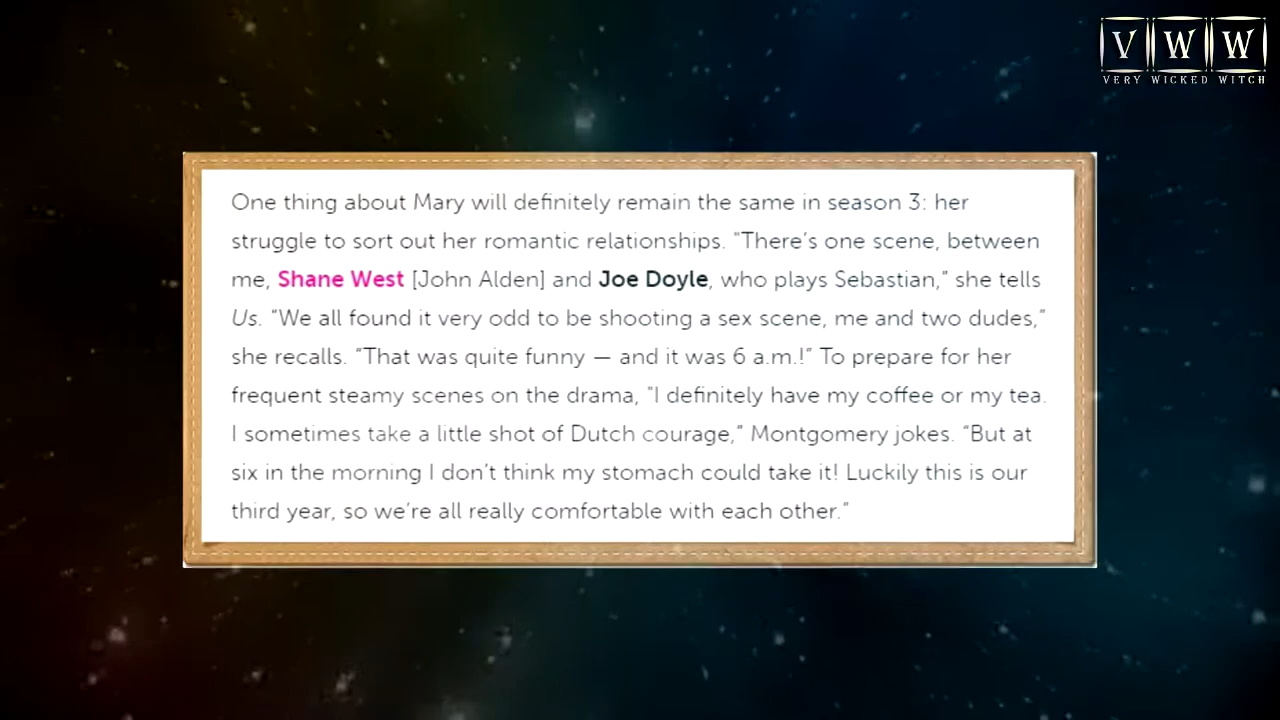 V W W
VERY WICKED WITCH
One thing about Mary will definitely remain the same in season 3: her
struggle to sort out her romantic relationships. "There's one scene, between
me, Shane West [John Alden] and Joe Doyle, who plays Sebastian," she tells
Us. "We all found it very odd to be shooting a sex scene, me and two dudes,"
she recalls. "That was quite funny — and it was 6 a.m.!" To prepare for her
frequent steamy scenes on the drama, "I definitely have my coffee or my tea.
I sometimes take a little shot of Dutch courage," Montgomery jokes. "But at
six in the morning I don't think my stomach could take it! Luckily this is our
third year, so we're all really comfortable with each other."